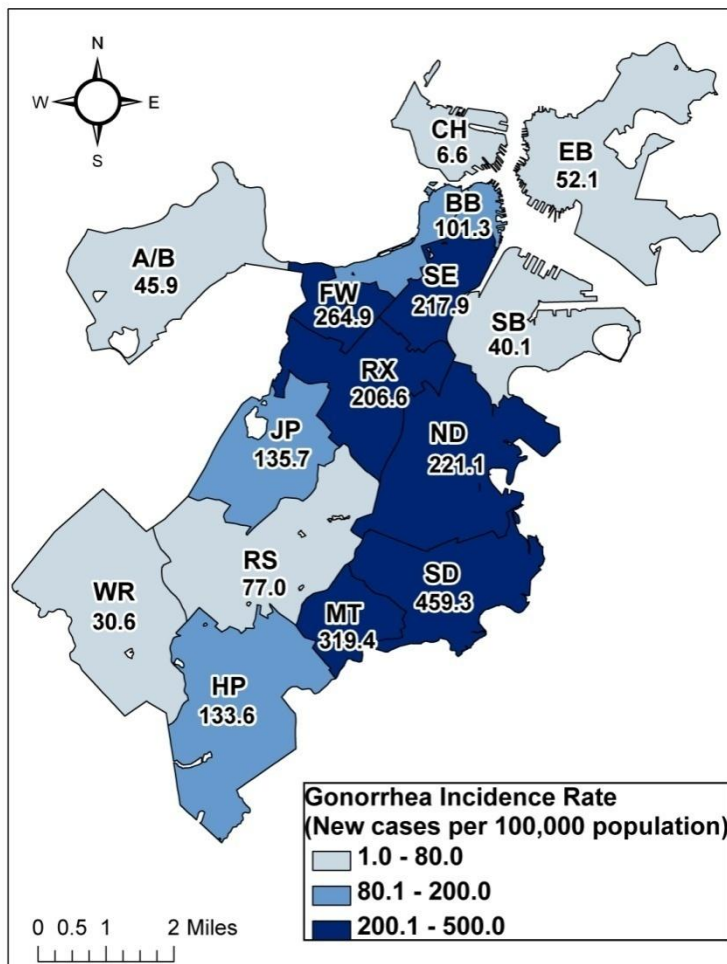 N
W E
S
CH
6.6
EB
52.1
BB
101.3
A/B
45.9
SE
217.9
FW
264.9
SB
40.1
RX
206.6
JP
135.7
ND
221.1
RS
77.0
SD
459.3
WR
30.6
MT
319.4
HP
133.6
Gonorrhea Incidence Rate
(New cases per 100,000 population)
1.0 - 80.0
80.1 - 200.0
200.1 - 500.0
0 0.5 1 2 Miles